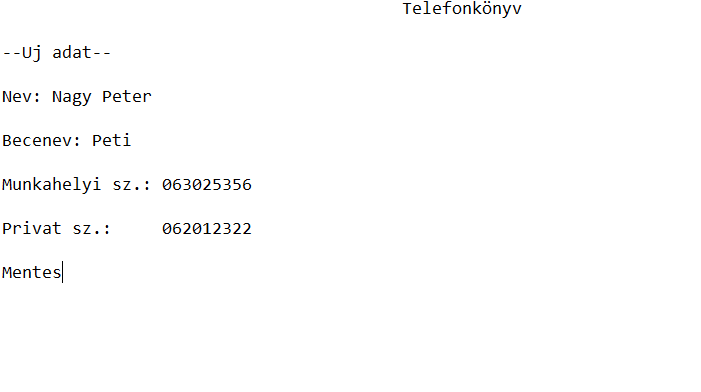 Telefonkönyv
--Uj adat--
Nev: Nagy Peter
Becenev: Peti
Munkahelyi sz.: 063025356
Privat sz.:     062012322
Mentes